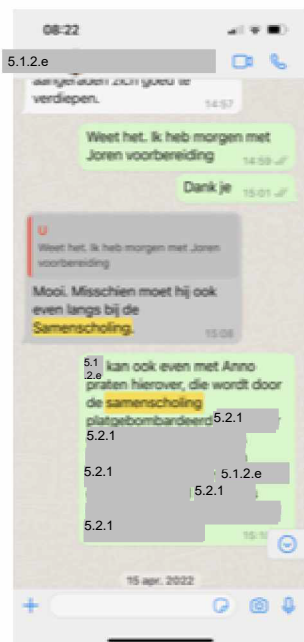 08:22
5.1.2.e
aangeraden zich goed te
verdiepen.
14:57
Weet het. Ik heb morgen met
Joren voorbereiding
14:59
Dank je
15:01
U
Weet het. Ik heb morgen met Joren
voorbereiding
Mooi. Misschien moet hij ook
even langs bij de
Samenscholing.
15:08
5.1
.2.e kan ook even met Anno
praten hierover, die wordt door
de samenscholing
platgebombardeerd 5.2.1
5.2.1
5.2.1 5.1.2.e
5.2.1
5.2.1
15 apr. 2022